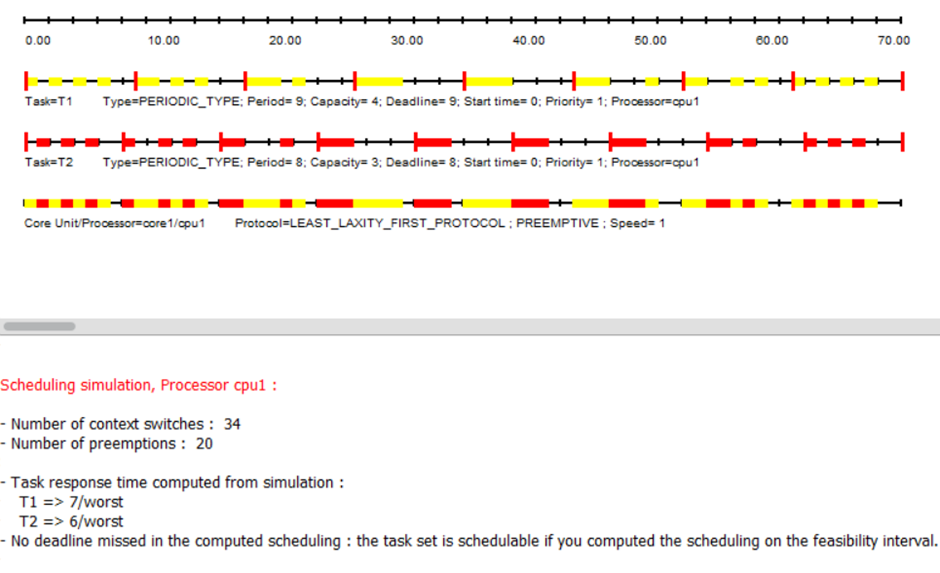 0.00 10.00 20.00 30.00 40.00 50.00 60.00 70.00
Task=T1 Type=PERIODIC_TYPE; Period= 9; Capacity= 4; Deadline= 9; Start time= 0; Priority= 1; Processor=cpu1
Task=T2 Type=PERIODIC_TYPE; Period= 8; Capacity= 3; Deadline= 8; Start time= 0; Priority= 1; Processor=cpu1
Core Unit/Processor=core1/cpu1 Protocol=LEAST_LAXITY_FIRST_PROTOCOL ; PREEMPTIVE ; Speed= 1
Scheduling simulation, Processor cpu1 :
- Number of context switches : 34
- Number of preemptions : 20
- Task response time computed from simulation :
T1 => 7/worst
T2 => 6/worst
- No deadline missed in the computed scheduling : the task set is schedulable if you computed the scheduling on the feasibility interval.